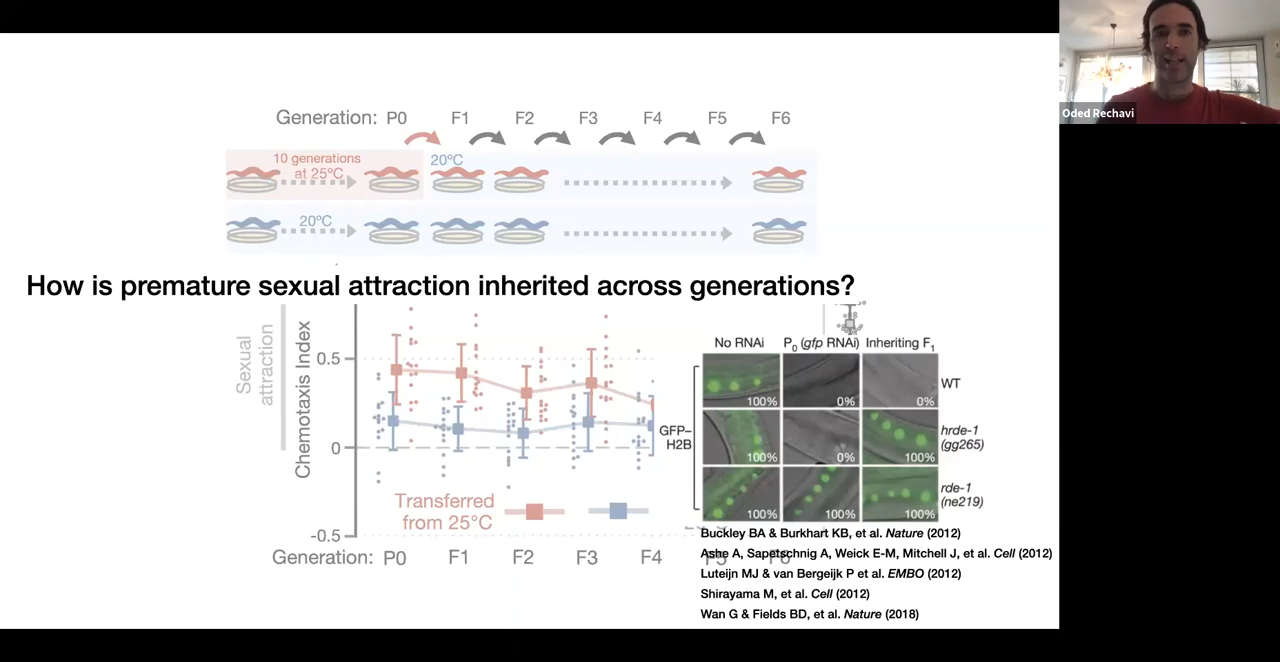 Oded Rechavi
Generation: P0 F1 F2 F3 F4 F5 F6
10 generations
at 25°C
20°C
20°C
How is premature sexual attraction inherited across generations?
Sexual
attraction
Chemotaxis Index
0.5
0
-0.5
Transferred
from 25°C
Generation: P0 F1 F2 F3 F4 F5 F6
No RNAi P0 (gfp RNAi) Inheriting F1
GFP–
H2B
100% 0% 0% WT
100% 0% 100% hrde-1
(gg265)
100% 100% 100% rde-1
(ne219)
Buckley BA & Burkhart KB, et al. Nature (2012)
Ashe A, Sapetschnig A, Weick E-M, Mitchell J, et al. Cell (2012)
Luteijn MJ & van Bergeijk P et al. EMBO (2012)
Shirayama M, et al. Cell (2012)
Wan G & Fields BD, et al. Nature (2018)